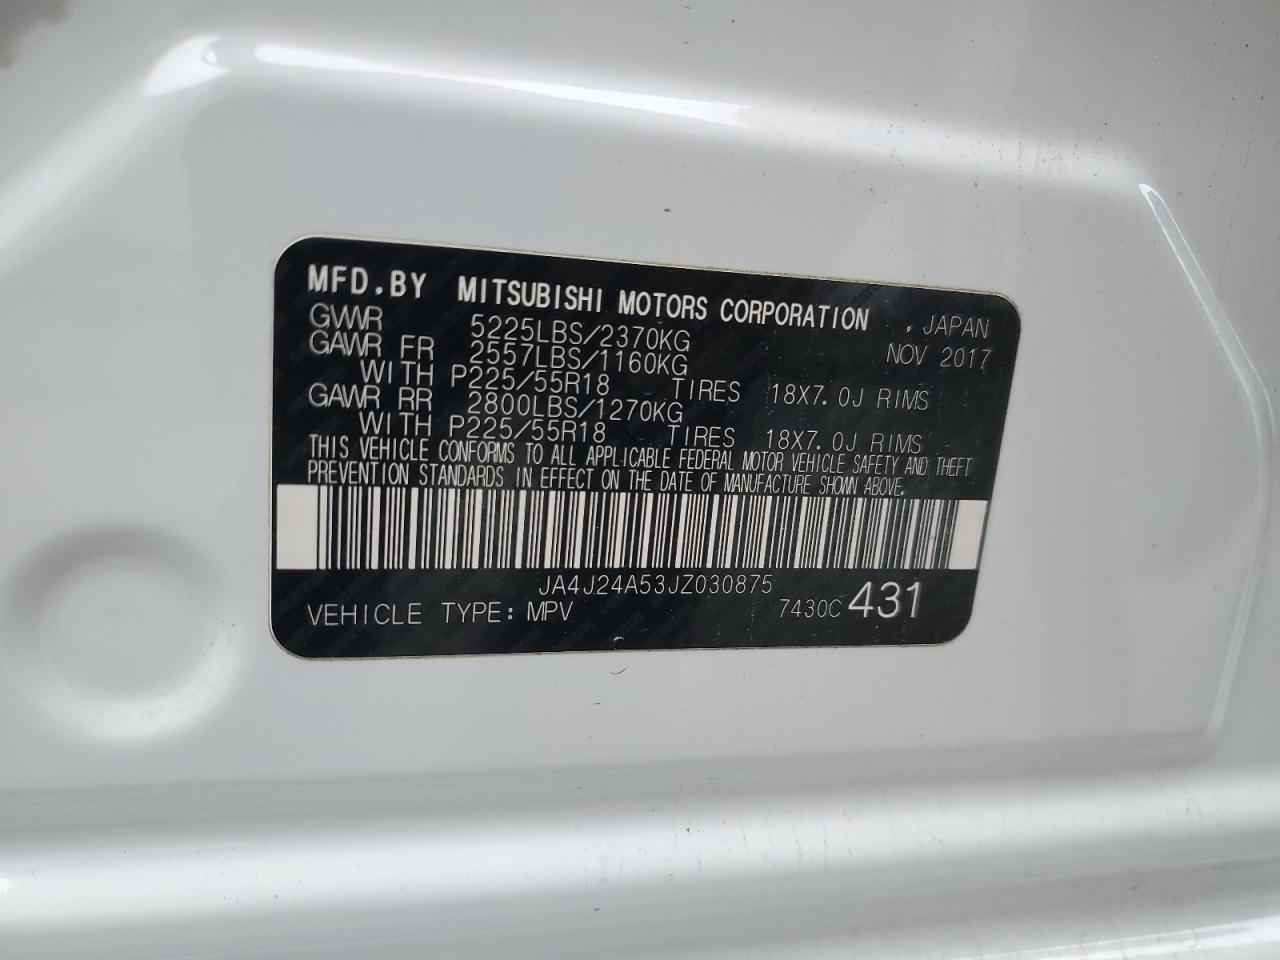 MFD.BY MITSUBISHI MOTORS CORPORATION , JAPAN
GVWR 5225LBS/2370KG NOV 2017
GAWR FR 2557LBS/1160KG
WITH P225/55R18 TIRES 18X7.0J RIMS
GAWR RR 2800LBS/1270KG
WITH P225/55R18 TIRES 18X7.0J RIMS
THIS VEHICLE CONFORMS TO ALL APPLICABLE FEDERAL MOTOR VEHICLE SAFETY AND THEFT
PREVENTION STANDARDS IN EFFECT ON THE DATE OF MANUFACTURE SHOWN ABOVE.
JA4J24A53JZ030875
VEHICLE TYPE: MPV 7430C 431